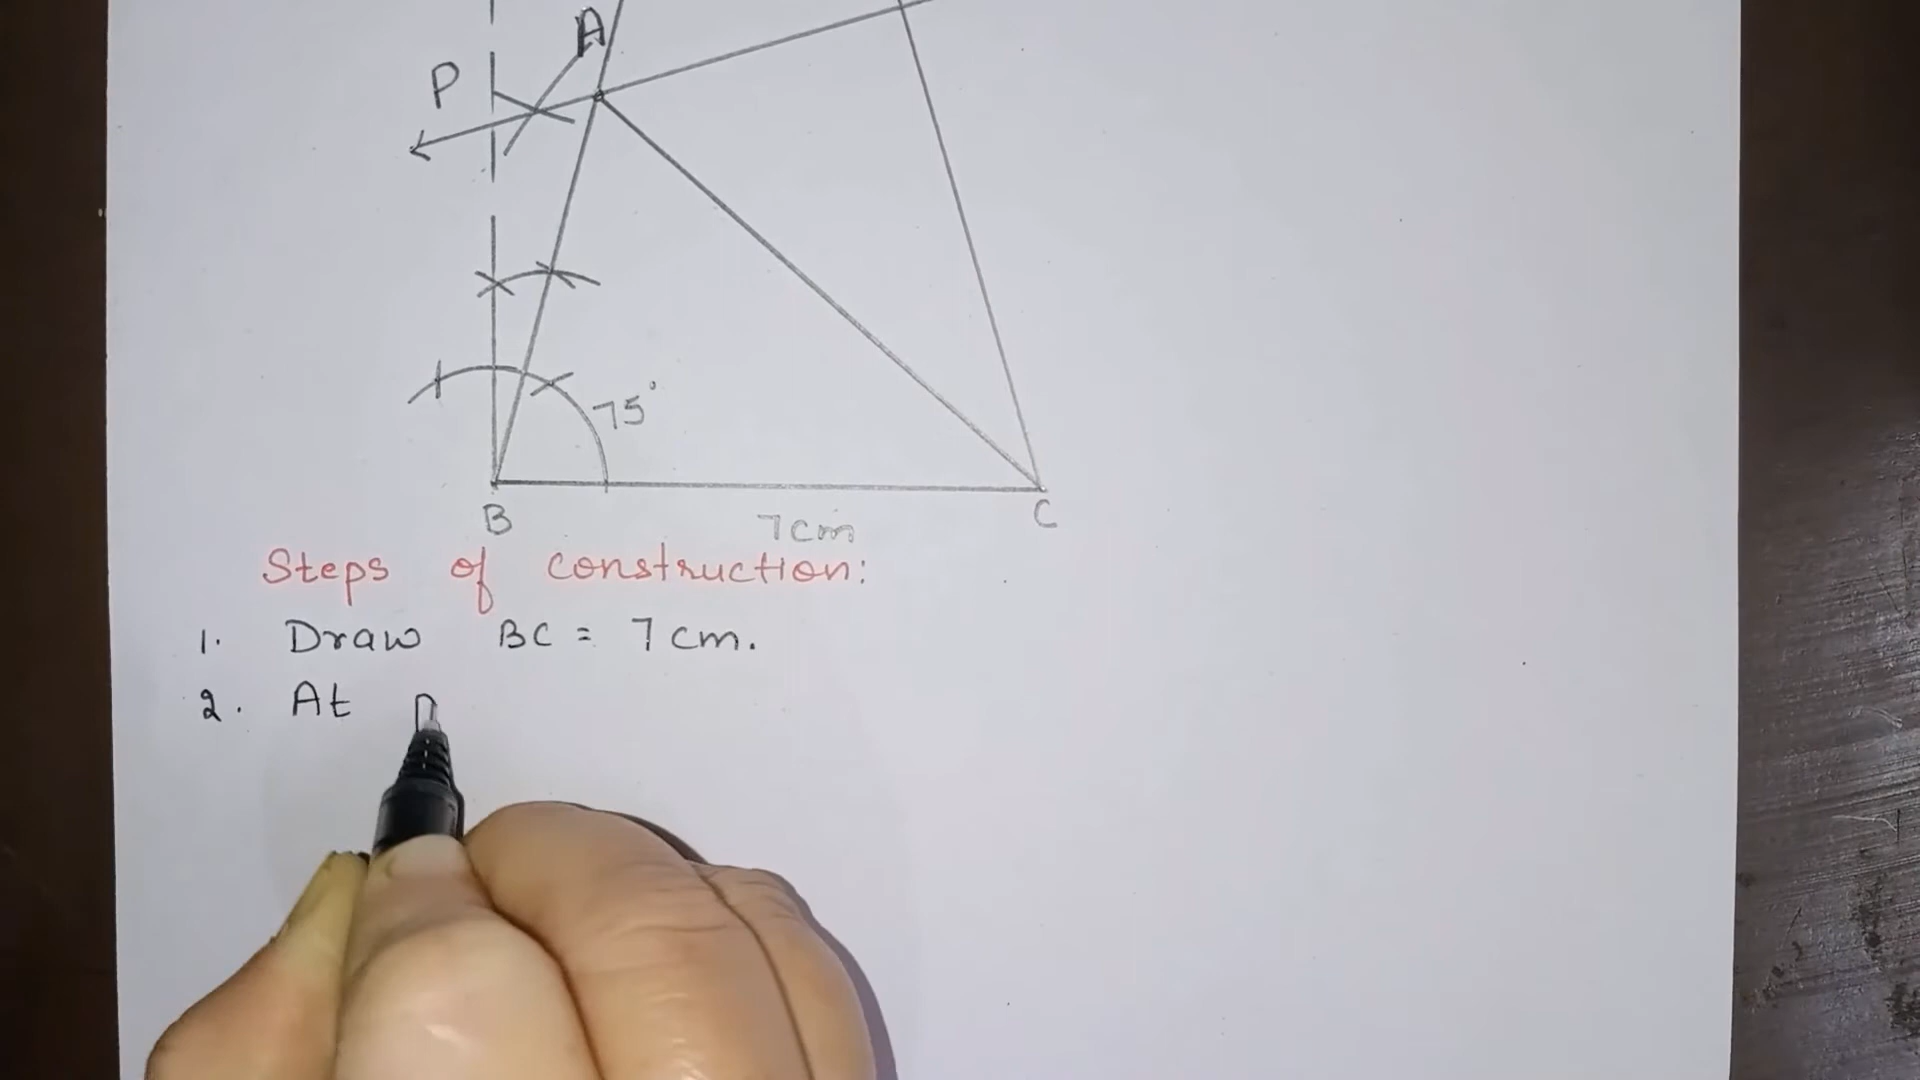 A
P
75°
B
C
7cm
Steps of construction:
1. Draw BC = 7 cm.
2. At